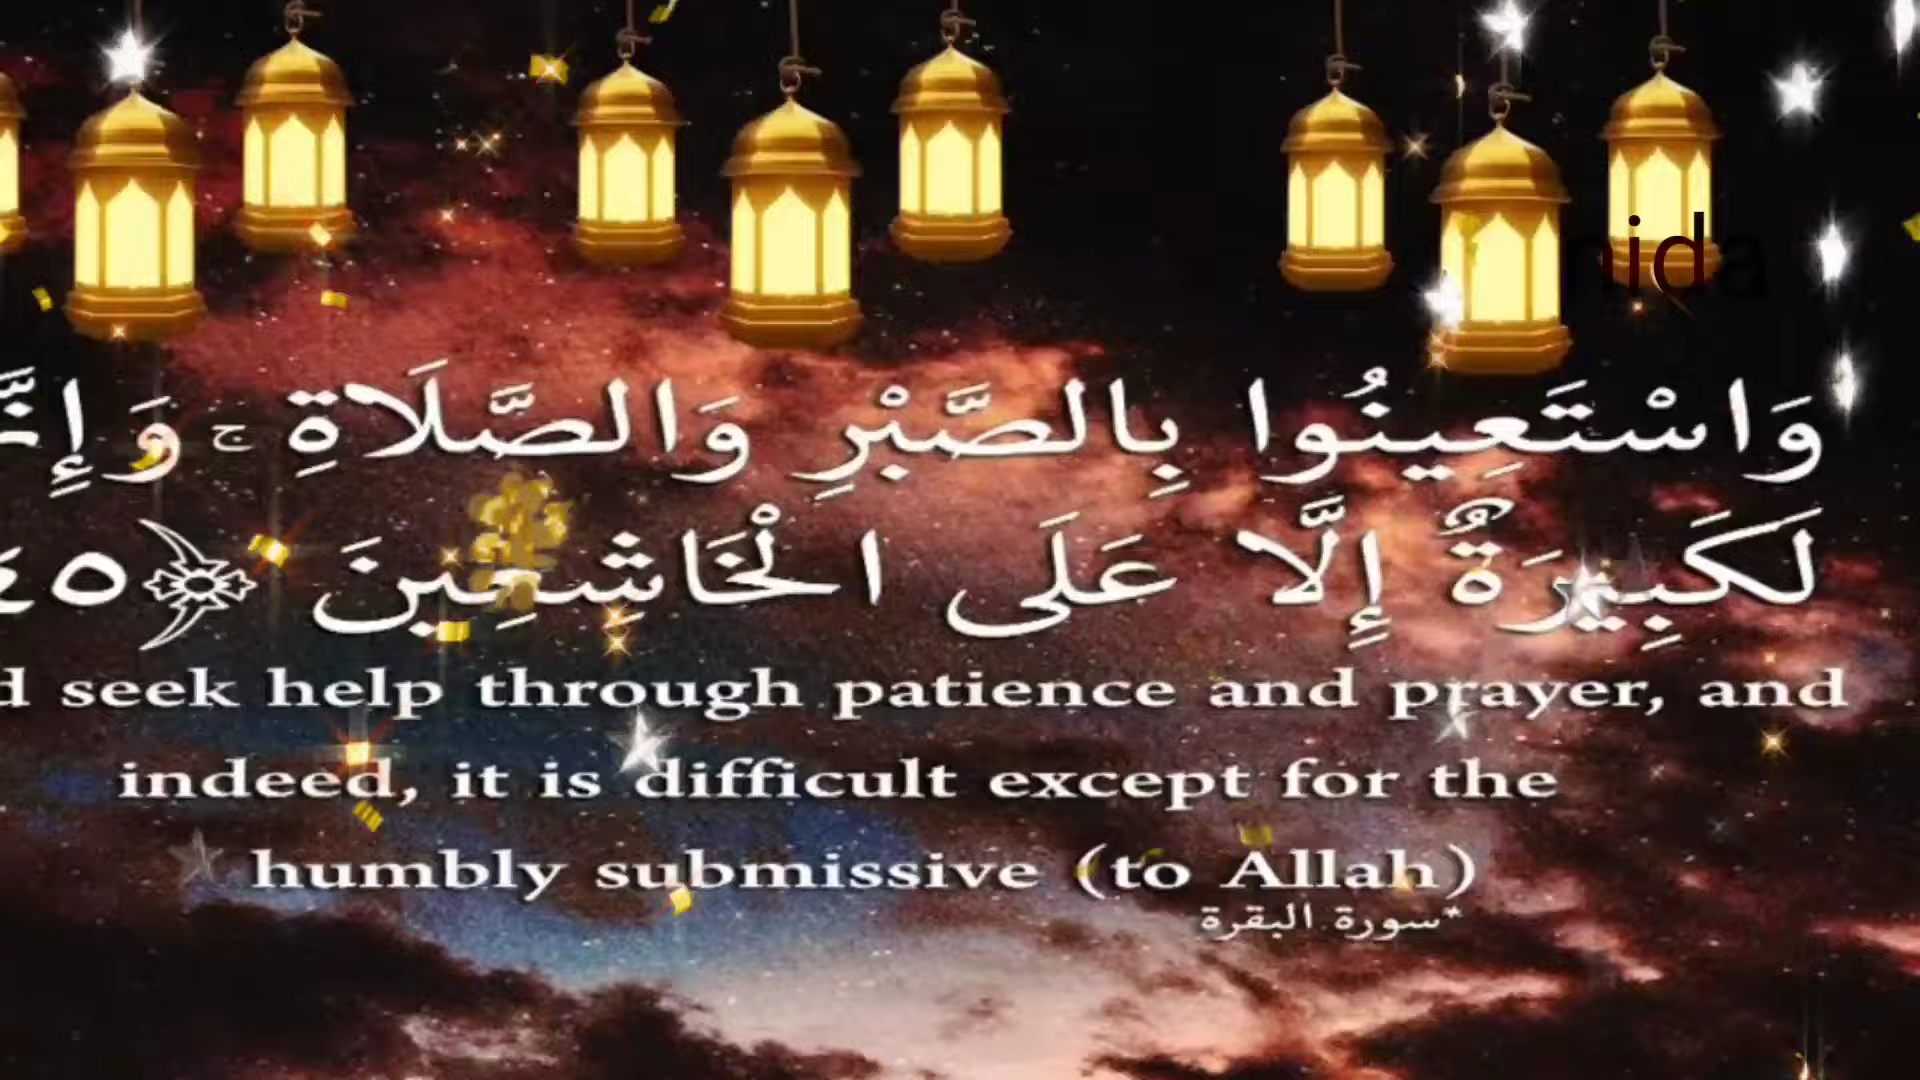 nida
وَاسْتَعِينُوا بِالصَّبْرِ وَالصَّلَاةِ ۚ وَإِنَّ
لَكَبِيرَةٌ إِلَّا عَلَى الْخَاشِعِينَ ﴿٤٥
d seek help through patience and prayer, and
indeed, it is difficult except for the
humbly submissive (to Allah)
*سورة البقرة